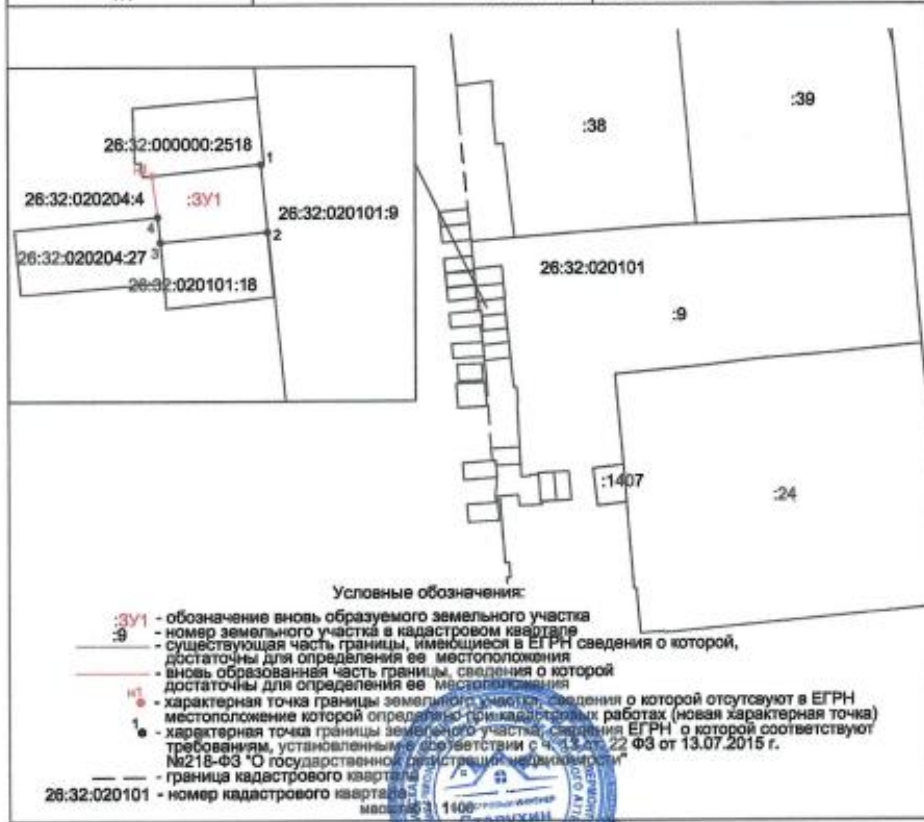 :38
:39
26:32:000000:2518
1
н1
:ЗУ1
26:32:020204:4
26:32:020101:9
4
2
3
26:32:020204:27
26:32:020101:18
26:32:020101
:9
:1407
:24
Условные обозначения:
:ЗУ1 - обозначение вновь образуемого земельного участка
:9 - номер земельного участка в кадастровом квартале
- существующая часть границы, имеющиеся в ЕГРН сведения о которой,
достаточны для определения ее местоположения
- вновь образованная часть границы, сведения о которой
достаточны для определения ее местоположения
н1 - характерная точка границы земельного участка, сведения о которой отсутсвуют в ЕГРН
местоположение которой определено при кадастровых работах (новая характерная точка)
1 - характерная точка границы земельного участка, сведения ЕГРН о которой соответствуют
требованиям, установленным в соответствии с ч. 13 ст. 22 ФЗ от 13.07.2015 г.
№218-ФЗ "О государственной регистрации недвижимости"
- граница кадастрового квартала
26:32:020101 - номер кадастрового квартала
масштаб 1:
СТАРУХИН